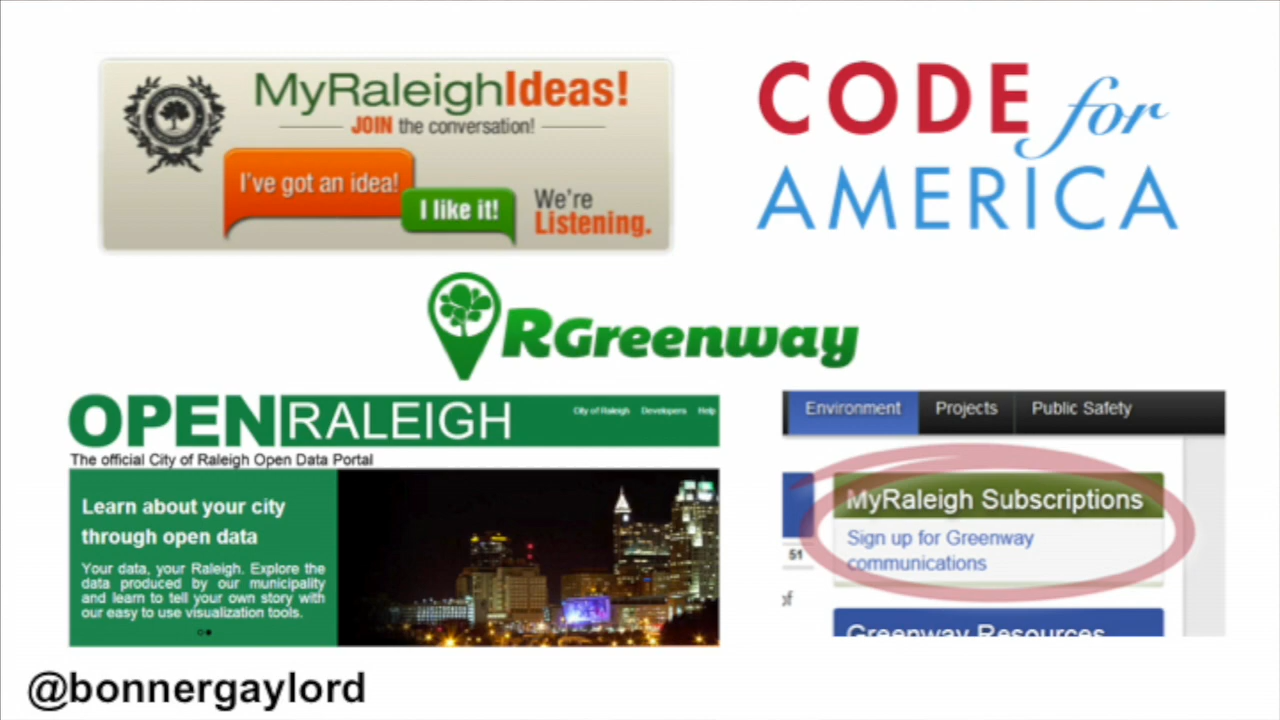 MyRaleighIdeas!
JOIN the conversation!
I've got an idea!
I like it!
We're
Listening.
CODE for
AMERICA
RGreenway
OPEN RALEIGH
City of Raleigh Developers Help
The official City of Raleigh Open Data Portal
Learn about your city
through open data
Your data, your Raleigh. Explore the
data produced by our municipality
and learn to tell your own story with
our easy to use visualization tools.
Environment Projects Public Safety
MyRaleigh Subscriptions
Sign up for Greenway
communications
51
of
Greenway Resources
@bonnergaylord